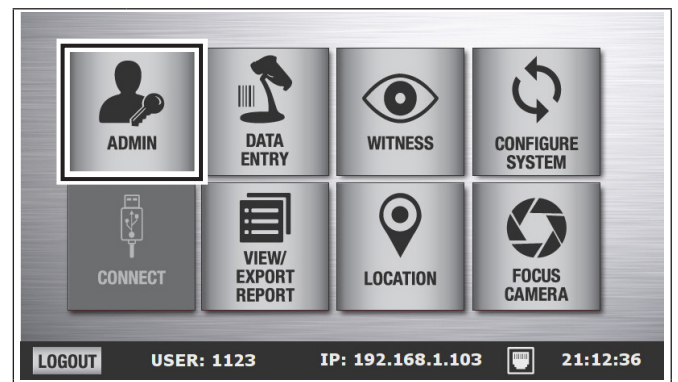 ADMIN
DATA
ENTRY
WITNESS
CONFIGURE
SYSTEM
CONNECT
VIEW/
EXPORT
REPORT
LOCATION
FOCUS
CAMERA
LOGOUT USER: 1123 IP: 192.168.1.103 21:12:36